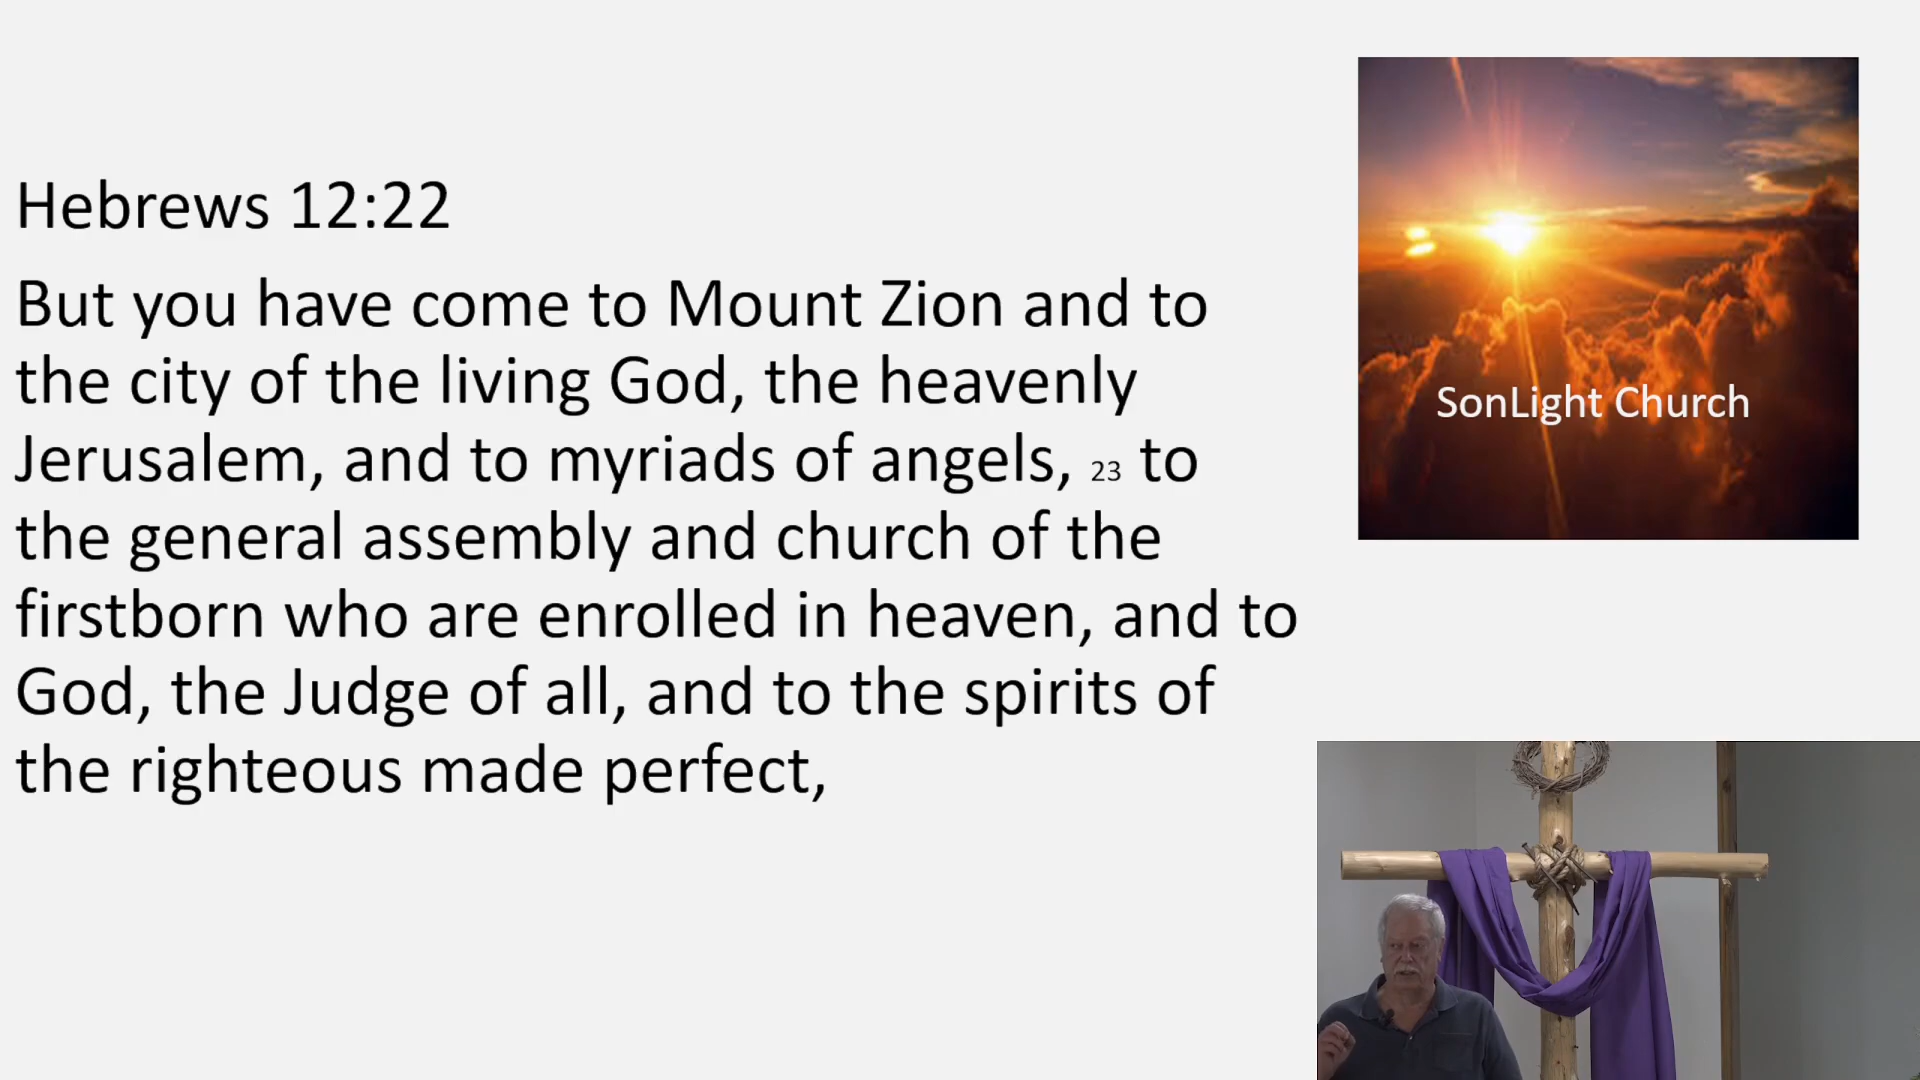 Hebrews 12:22
But you have come to Mount Zion and to
the city of the living God, the heavenly
Jerusalem, and to myriads of angels, 23 to
the general assembly and church of the
firstborn who are enrolled in heaven, and to
God, the Judge of all, and to the spirits of
the righteous made perfect,
SonLight Church